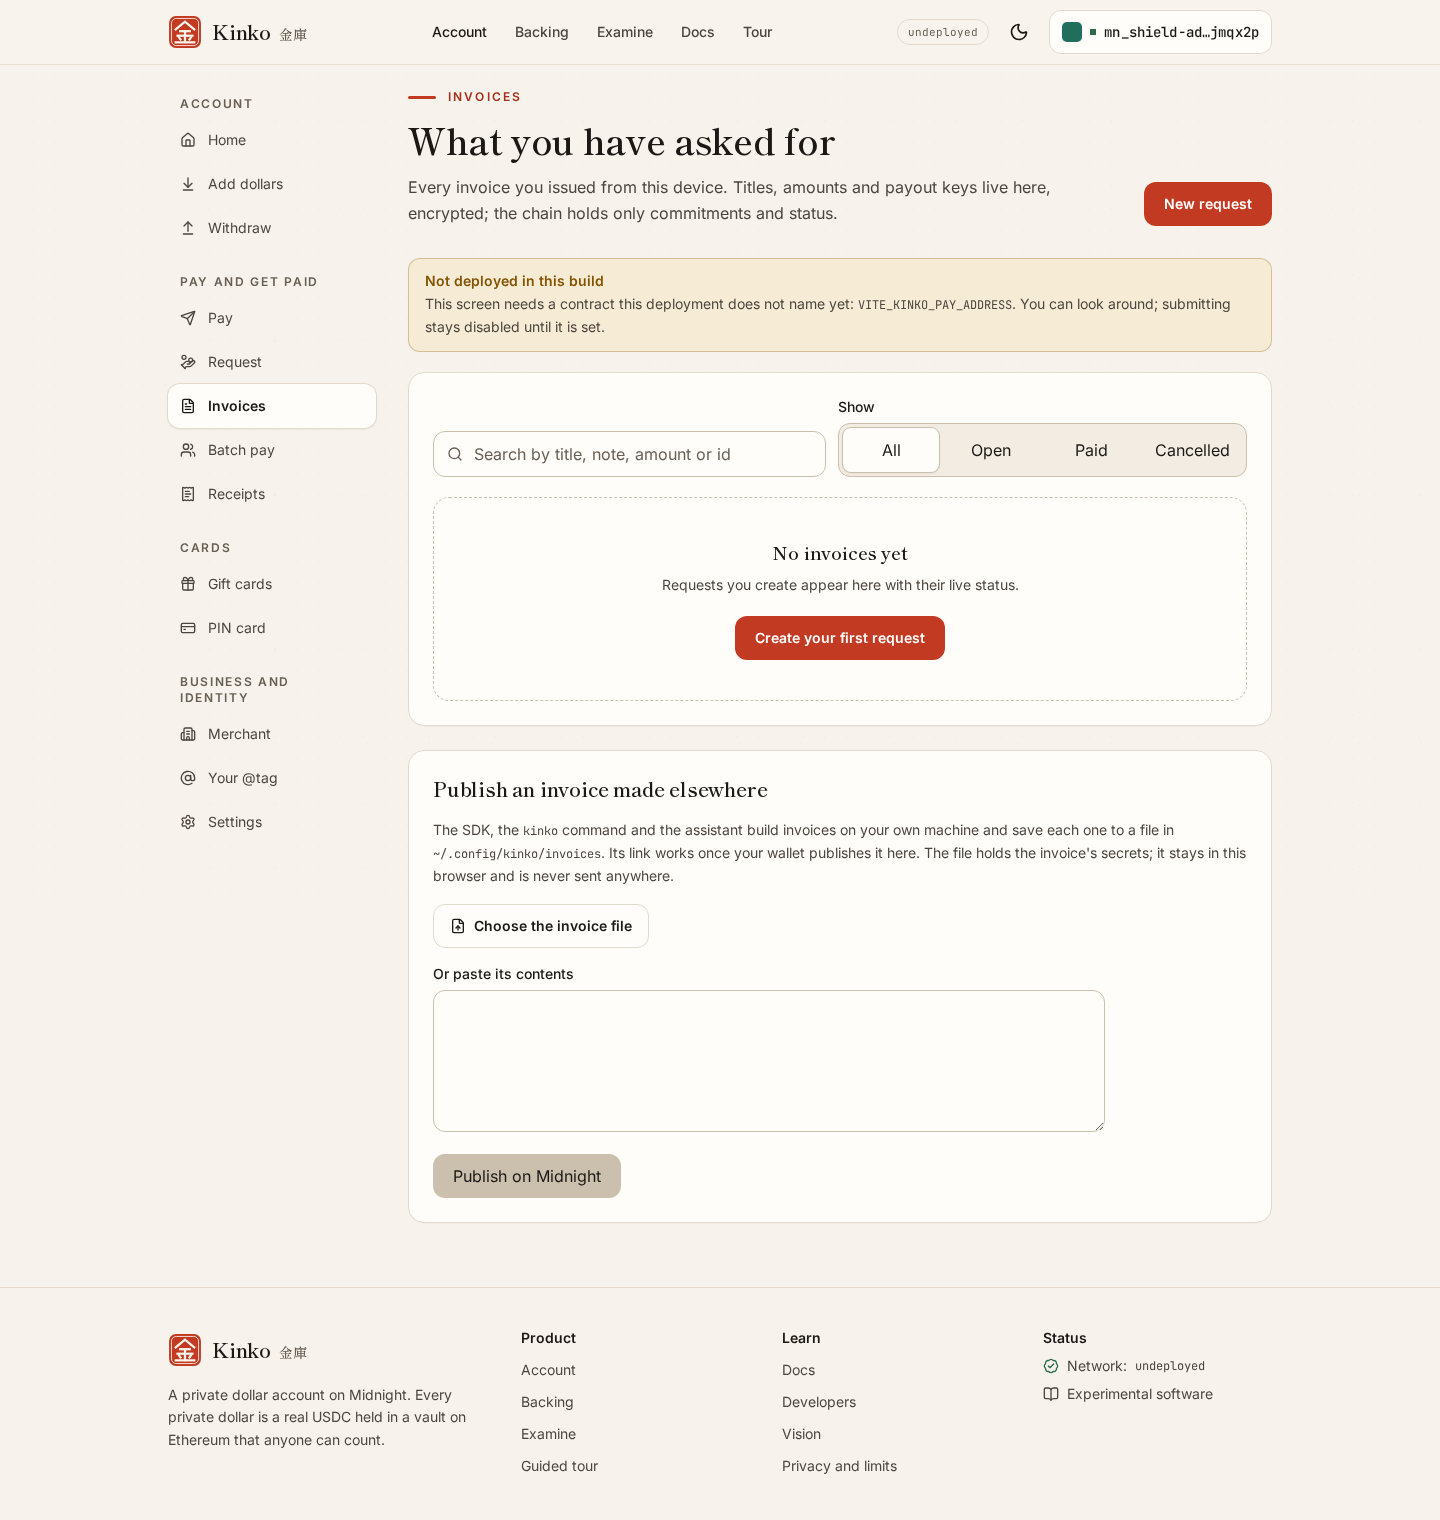 Kinko 金庫
Account
Backing
Examine
Docs
Tour
undeployed
mn_shield-ad…jmqx2p
ACCOUNT
Home
Add dollars
Withdraw
PAY AND GET PAID
Pay
Request
Invoices
Batch pay
Receipts
CARDS
Gift cards
PIN card
BUSINESS AND
IDENTITY
Merchant
Your @tag
Settings
INVOICES
What you have asked for
Every invoice you issued from this device. Titles, amounts and payout keys live here,
encrypted; the chain holds only commitments and status.
New request
Not deployed in this build
This screen needs a contract this deployment does not name yet: VITE_KINKO_PAY_ADDRESS. You can look around; submitting
stays disabled until it is set.
Show
Search by title, note, amount or id
All
Open
Paid
Cancelled
No invoices yet
Requests you create appear here with their live status.
Create your first request
Publish an invoice made elsewhere
The SDK, the kinko command and the assistant build invoices on your own machine and save each one to a file in
~/.config/kinko/invoices. Its link works once your wallet publishes it here. The file holds the invoice's secrets; it stays in this
browser and is never sent anywhere.
Choose the invoice file
Or paste its contents
Publish on Midnight
金 Kinko 金庫
A private dollar account on Midnight. Every
private dollar is a real USDC held in a vault on
Ethereum that anyone can count.
Product
Account
Backing
Examine
Guided tour
Learn
Docs
Developers
Vision
Privacy and limits
Status
Network: undeployed
Experimental software